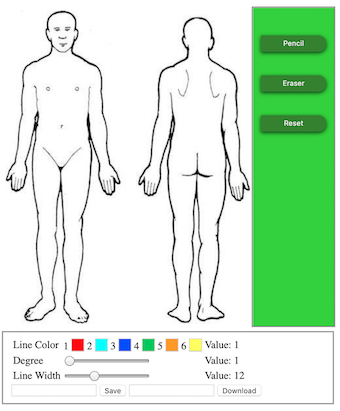 Pencil
Eraser
Reset
Line Color 1 2 3 4 5 6 Value: 1
Degree Value: 1
Line Width Value: 12
Save Download